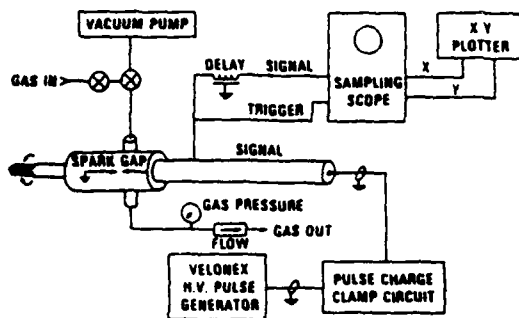 VACUUM PUMP
GAS IN
DELAY
SIGNAL
TRIGGER
SAMPLING
SCOPE
X
Y
X Y
PLOTTER
SPARK GAP
SIGNAL
GAS PRESSURE
FLOW
GAS OUT
VELONEX
H.V. PULSE
GENERATOR
PULSE CHARGE
CLAMP CIRCUIT